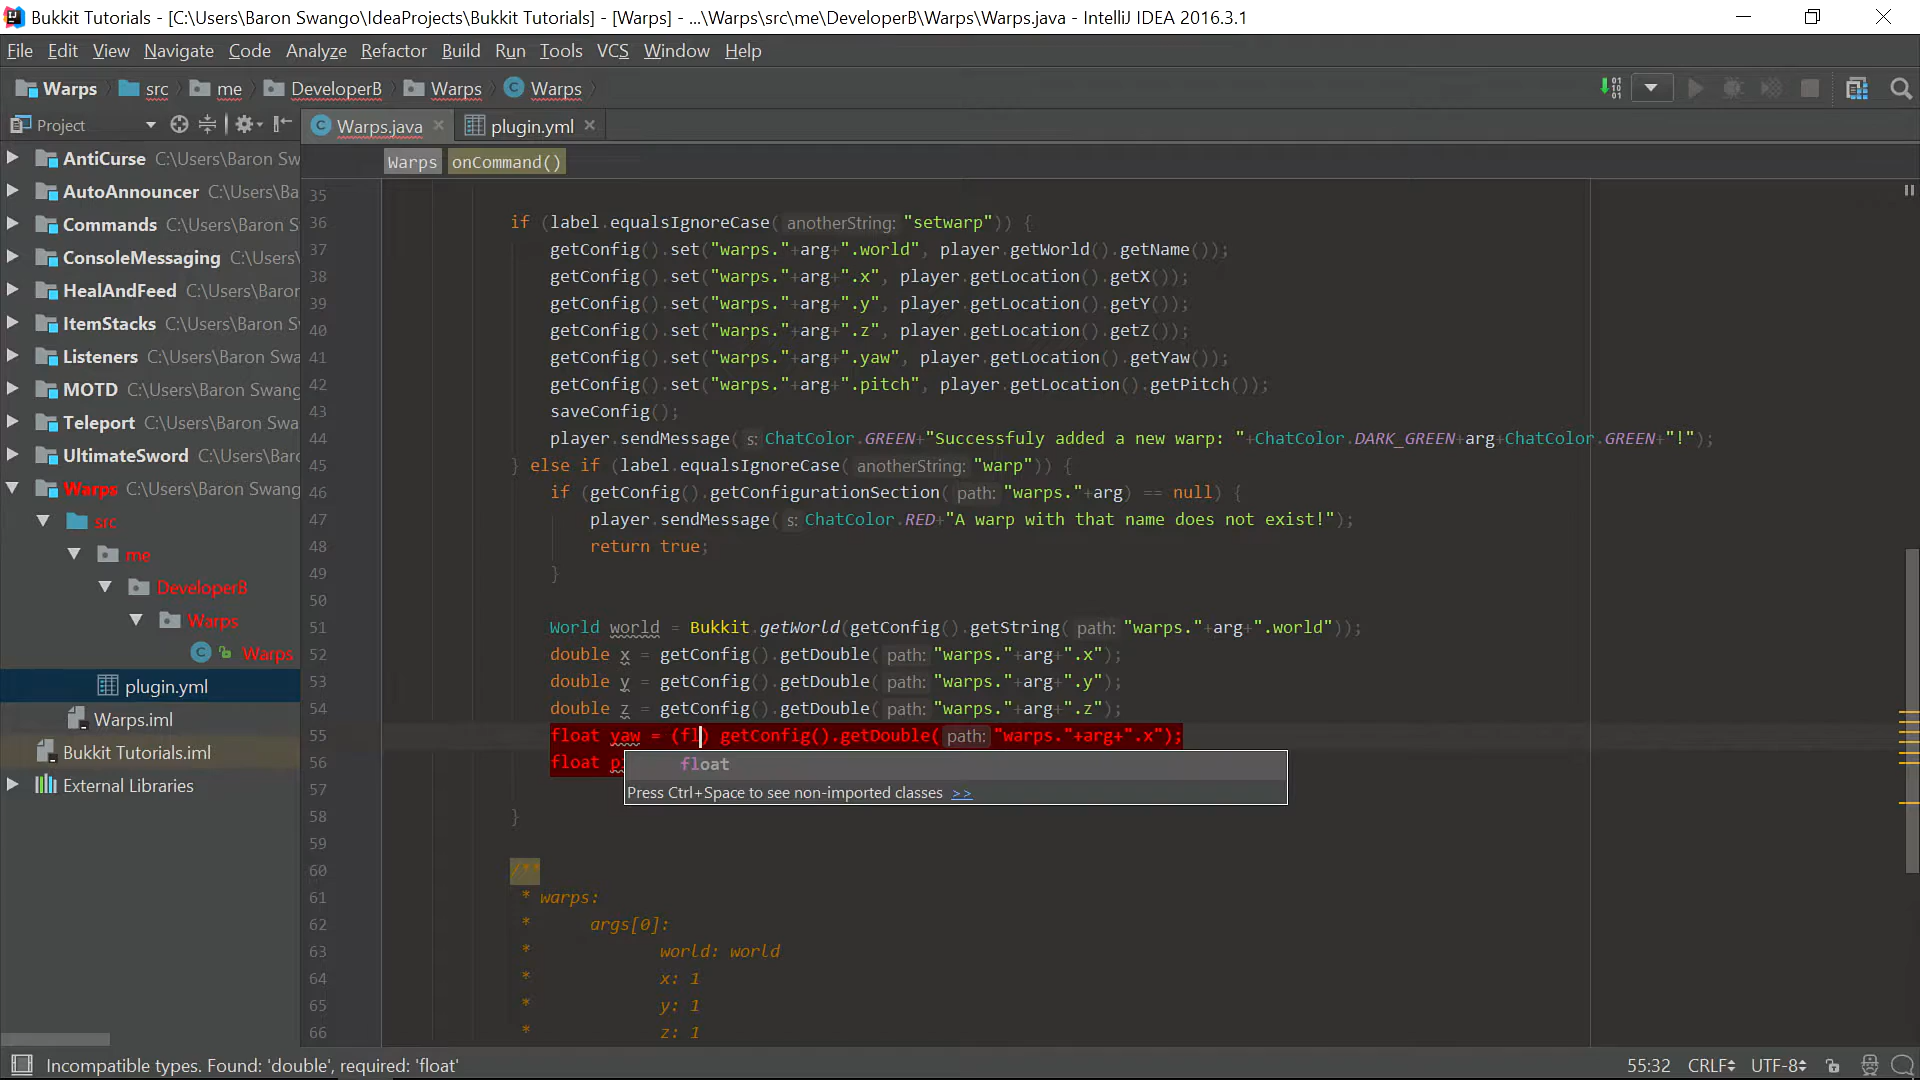 Bukkit Tutorials - [C:\Users\Baron Swango\IdeaProjects\Bukkit Tutorials] - [Warps] - ...\Warps\src\me\DeveloperB\Warps\Warps.java - IntelliJ IDEA 2016.3.1
File Edit View Navigate Code Analyze Refactor Build Run Tools VCS Window Help
Warps src me DeveloperB Warps Warps
Project Warps.java plugin.yml
Warps onCommand()
AntiCurse C:\Users\Baron Sw
AutoAnnouncer C:\Users\Ba
Commands C:\Users\Baron S
ConsoleMessaging C:\Users\
HealAndFeed C:\Users\Baror
ItemStacks C:\Users\Baron S
Listeners C:\Users\Baron Swa
MOTD C:\Users\Baron Swang
Teleport C:\Users\Baron Swa
UltimateSword C:\Users\Baro
Warps C:\Users\Baron Swang
src
me
DeveloperB
Warps
Warps
plugin.yml
Warps.iml
Bukkit Tutorials.iml
External Libraries
35
36 if (label.equalsIgnoreCase( anotherString: "setwarp")) {
37 getConfig().set("warps."+arg+".world", player.getWorld().getName());
38 getConfig().set("warps."+arg+".x", player.getLocation().getX());
39 getConfig().set("warps."+arg+".y", player.getLocation().getY());
40 getConfig().set("warps."+arg+".z", player.getLocation().getZ());
41 getConfig().set("warps."+arg+".yaw", player.getLocation().getYaw());
42 getConfig().set("warps."+arg+".pitch", player.getLocation().getPitch());
43 saveConfig();
44 player.sendMessage( s: ChatColor.GREEN+"Successfuly added a new warp: "+ChatColor.DARK_GREEN+arg+ChatColor.GREEN+"!");
45 } else if (label.equalsIgnoreCase( anotherString: "warp")) {
46 if (getConfig().getConfigurationSection( path: "warps."+arg) == null) {
47 player.sendMessage( s: ChatColor.RED+"A warp with that name does not exist!");
48 return true;
49 }
50
51 World world = Bukkit.getWorld(getConfig().getString( path: "warps."+arg+".world"));
52 double x = getConfig().getDouble( path: "warps."+arg+".x");
53 double y = getConfig().getDouble( path: "warps."+arg+".y");
54 double z = getConfig().getDouble( path: "warps."+arg+".z");
55 float yaw = (fl) getConfig().getDouble( path: "warps."+arg+".x");
56 float p
float
57
Press Ctrl+Space to see non-imported classes >>
58 }
59
60 /**
61 * warps:
62 * args[0]:
63 * world: world
64 * x: 1
65 * y: 1
66 * z: 1
Incompatible types. Found: 'double', required: 'float' 55:32 CRLF UTF-8